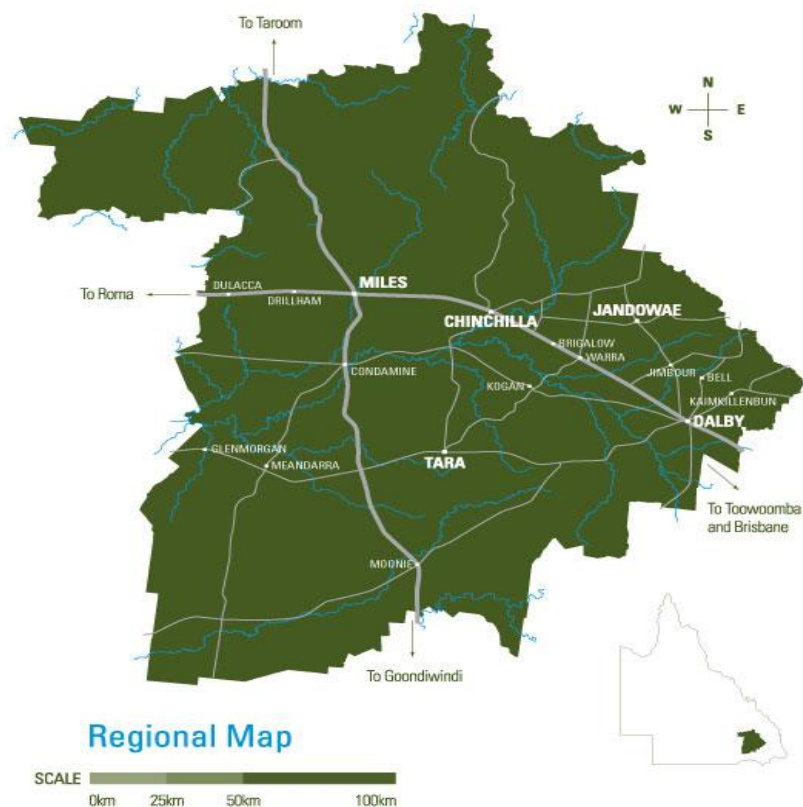 To Taroom
N
W E
S
DULACCA
MILES
To Roma
DRILLHAM
CHINCHILLA
JANDOWAE
BRIGALOW
WARRA
CONDAMINE
JIMBOUR
BELL
KOGAN
KAIMKILLENBUN
DALBY
GLENMORGAN
TARA
MEANDARRA
To Toowoomba
and Brisbane
MOONIE
To Goondiwindi
Regional Map
SCALE
0km 25km 50km 100km